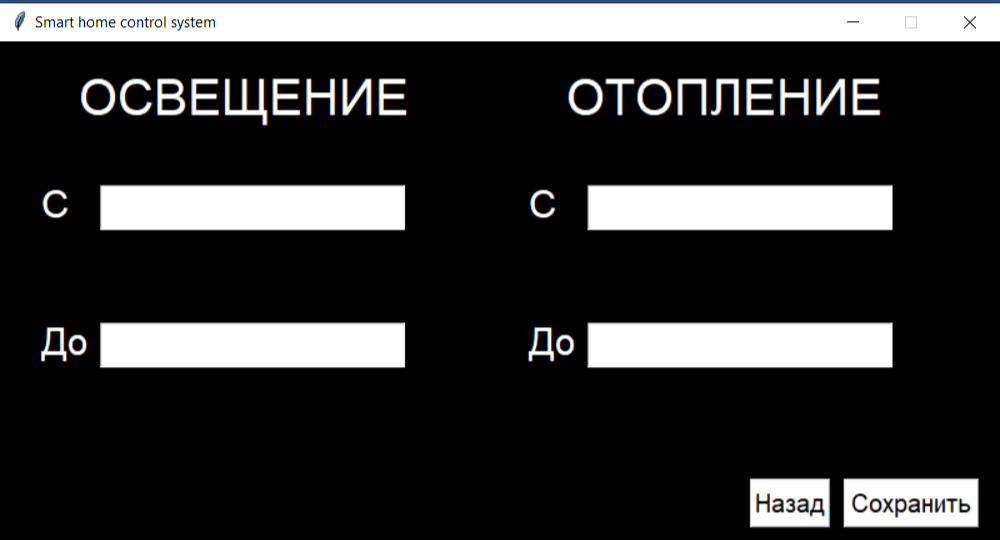 Smart home control system
ОСВЕЩЕНИЕ
ОТОПЛЕНИЕ
С
С
До
До
Назад
Сохранить